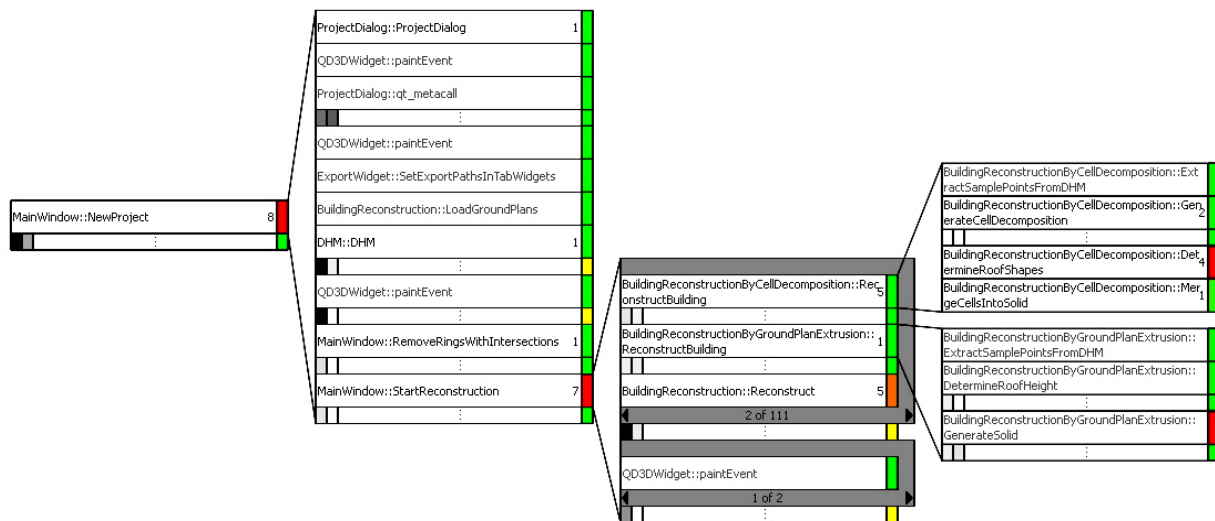 MainWindow::NewProject 8
ProjectDialog::ProjectDialog 1
QD3DWidget::paintEvent
ProjectDialog::qt_metacall
QD3DWidget::paintEvent
ExportWidget::SetExportPathsInTabWidgets
BuildingReconstruction::LoadGroundPlans
DHM::DHM 1
QD3DWidget::paintEvent
MainWindow::RemoveRingsWithIntersections 1
MainWindow::StartReconstruction 7
BuildingReconstructionByCellDecomposition::Rec
onstructBuilding 5
BuildingReconstructionByGroundPlanExtrusion::
ReconstructBuilding 1
BuildingReconstruction::Reconstruct 5
2 of 111
QD3DWidget::paintEvent
1 of 2
BuildingReconstructionByCellDecomposition::Ext
ractSamplePointsFromDHM
BuildingReconstructionByCellDecomposition::Gen
erateCellDecomposition 2
BuildingReconstructionByCellDecomposition::Det
ermineRoofShapes 4
BuildingReconstructionByCellDecomposition::Mer
geCellsIntoSolid 1
BuildingReconstructionByGroundPlanExtrusion::
ExtractSamplePointsFromDHM
BuildingReconstructionByGroundPlanExtrusion::
DetermineRoofHeight
BuildingReconstructionByGroundPlanExtrusion::
GenerateSolid